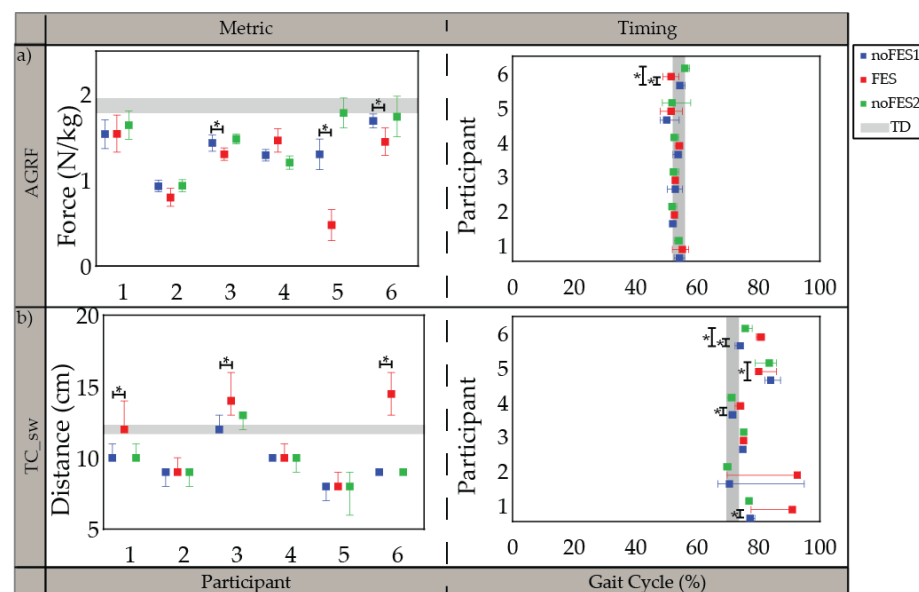 Metric Timing
a)
AGRF
Force (N/kg)
2
1
0
1 2 3 4 5 6
* * * *
Participant
6
5
4
3
2
1
* *
0 20 40 60 80 100
noFES1
FES
noFES2
TD
b)
TC_sw
Distance (cm)
20
15
10
5
1 2 3 4 5 6
* * *
Participant
6
5
4
3
2
1
* *
*
*
*
0 20 40 60 80 100
Participant Gait Cycle (%)